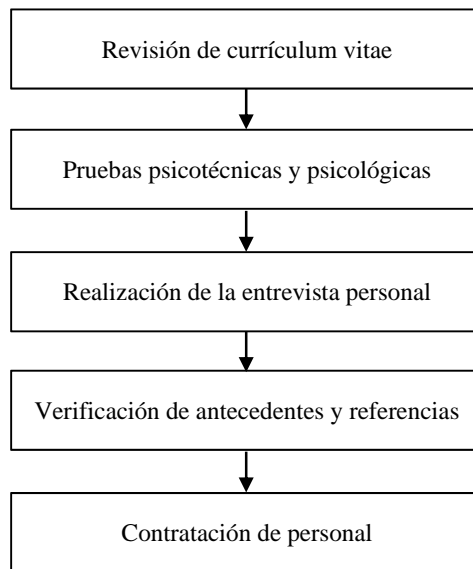 Revisión de currículum vitae
Pruebas psicotécnicas y psicológicas
Realización de la entrevista personal
Verificación de antecedentes y referencias
Contratación de personal